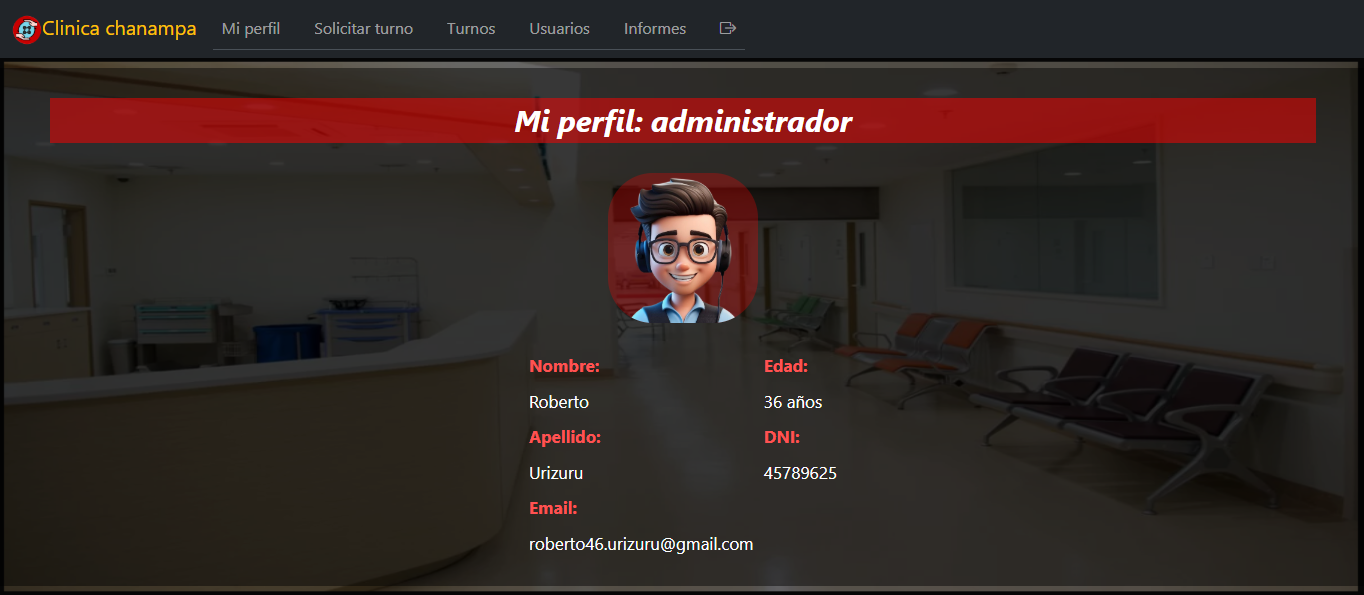 Clinica chanampa Mi perfil Solicitar turno Turnos Usuarios Informes
Mi perfil: administrador
Nombre: Edad:
Roberto 36 años
Apellido: DNI:
Urizuru 45789625
Email:
roberto46.urizuru@gmail.com